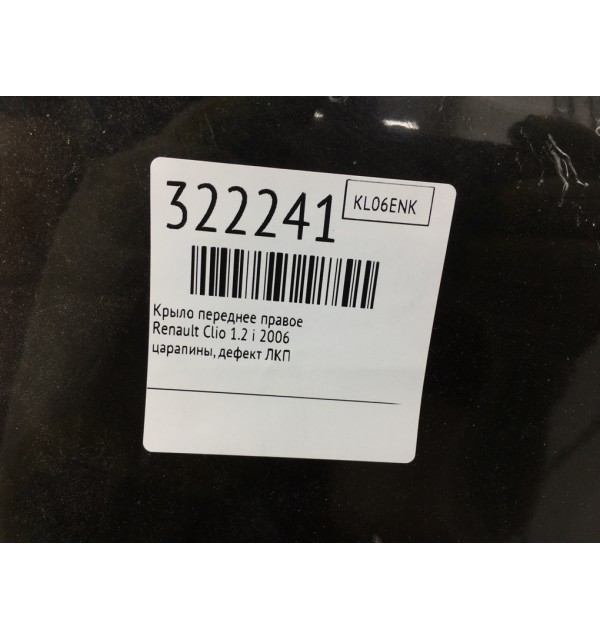 322241
KL06ENK
Крыло переднее правое
Renault Clio 1.2 i 2006
царапины, дефект ЛКП